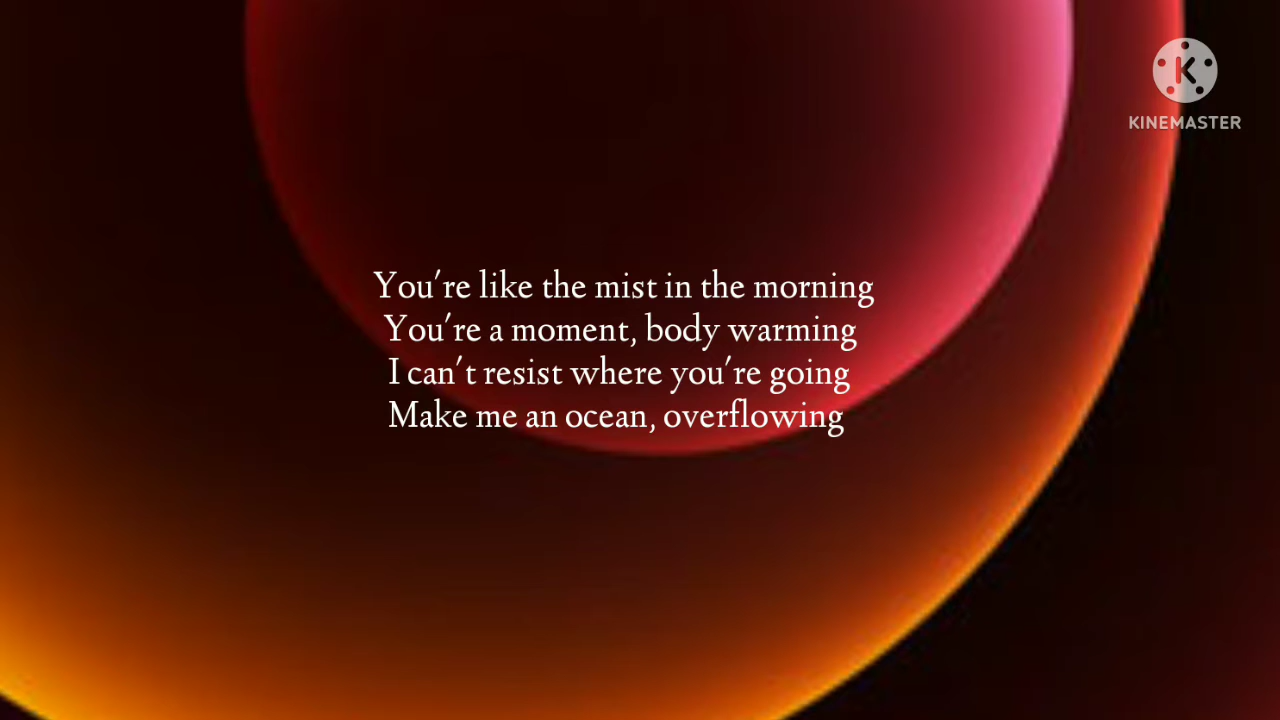 KINEMASTER
You're like the mist in the morning
You're a moment, body warming
I can't resist where you're going
Make me an ocean, overflowing